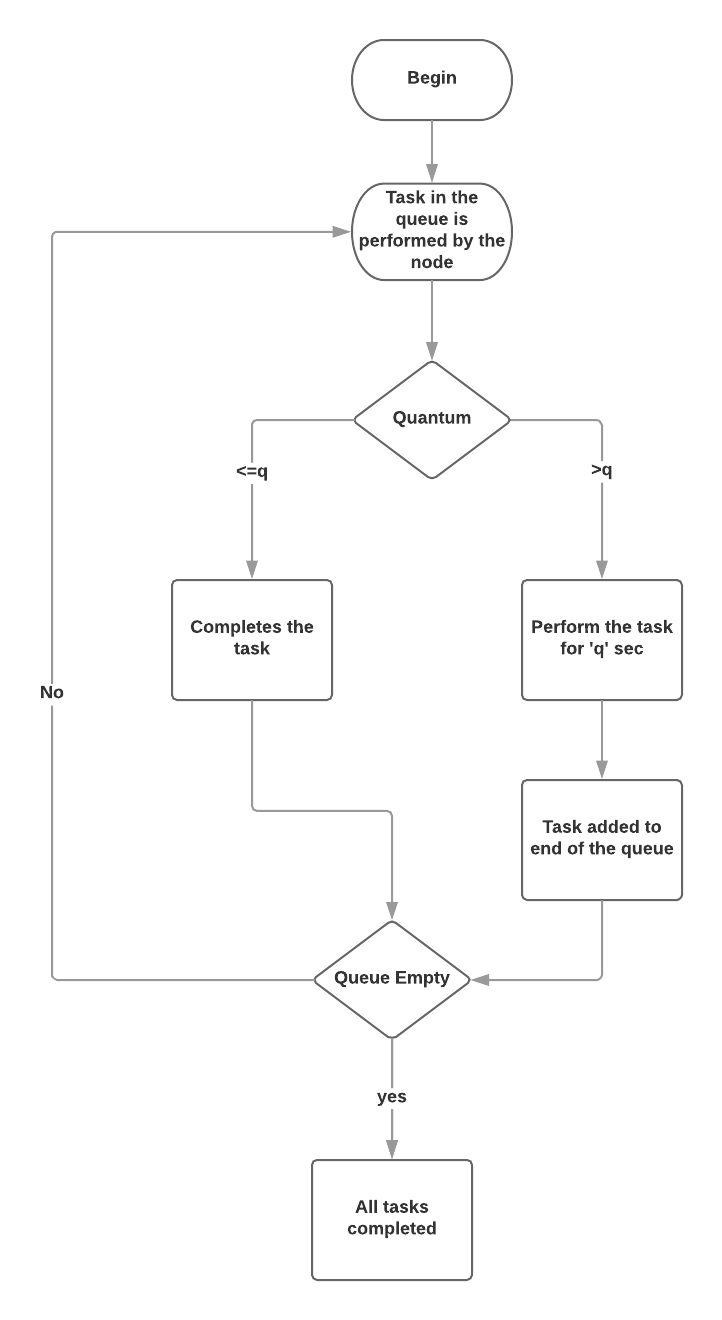 Begin
Task in the
queue is
performed by the
node
Quantum
<=q
>q
Completes the
task
Perform the task
for 'q' sec
No
Task added to
end of the queue
Queue Empty
yes
All tasks
completed